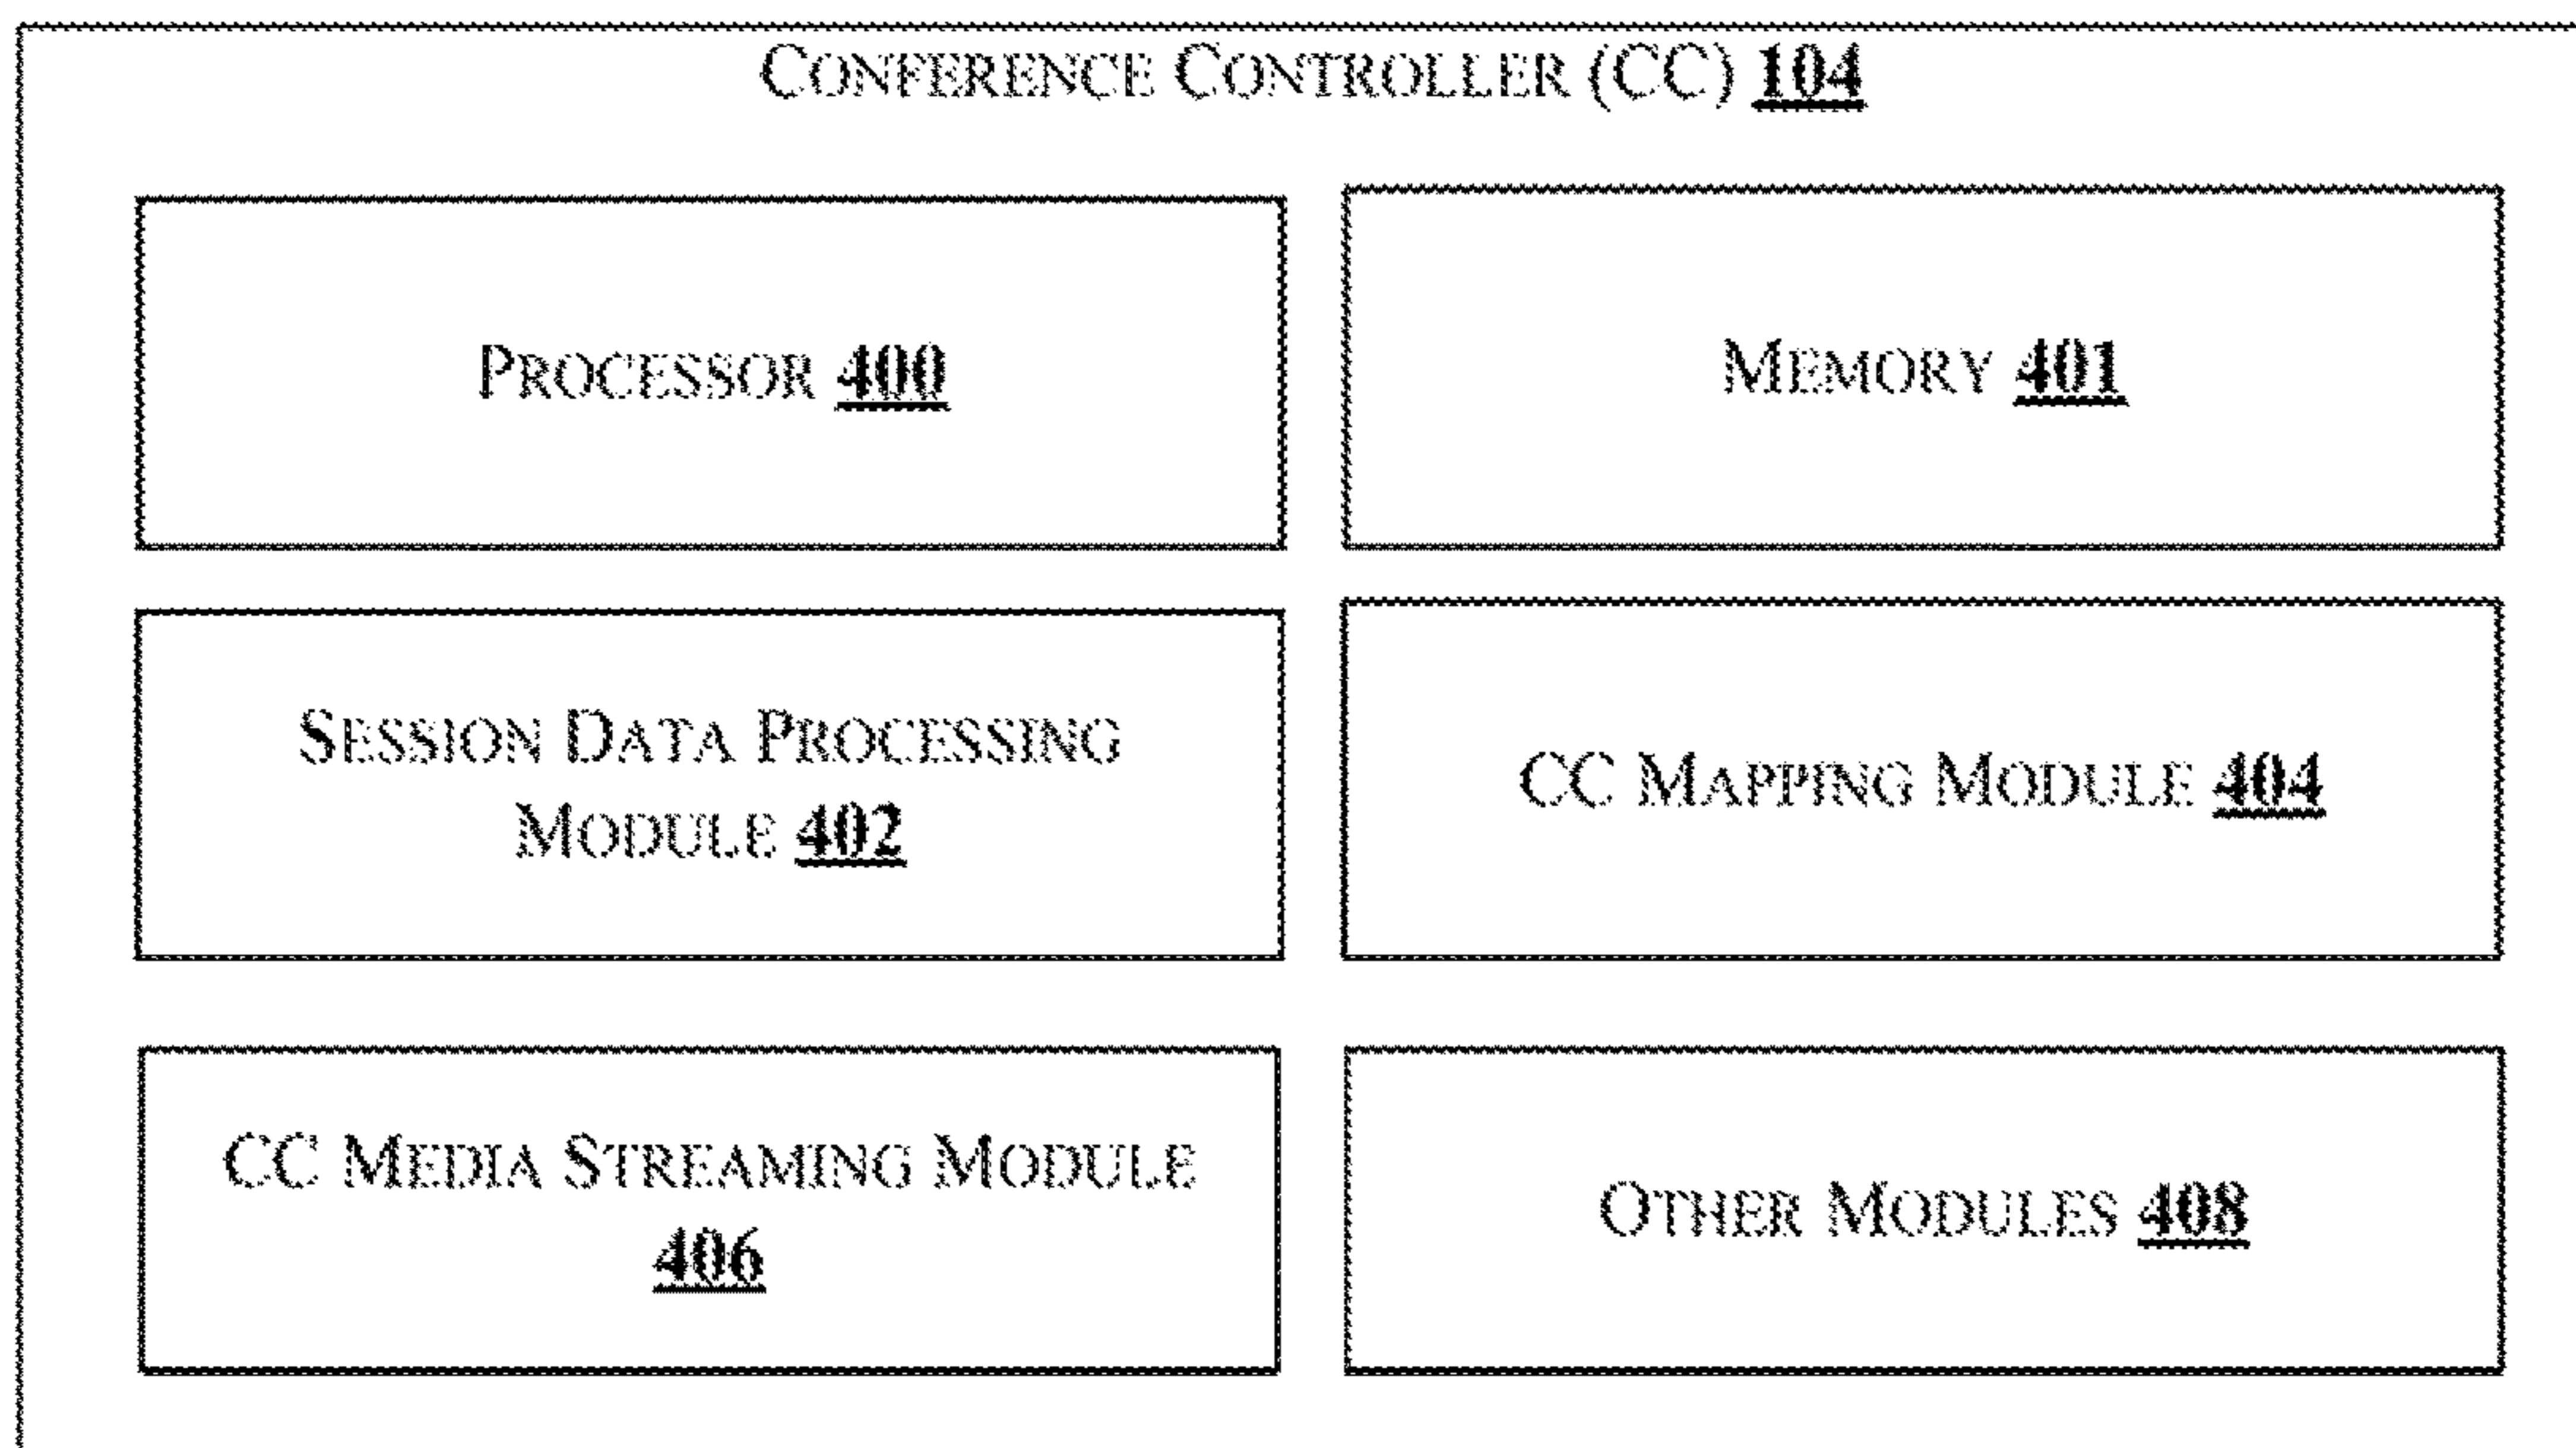 CONFERENCE CONTROLLER (CC) 104
PROCESSOR 400
MEMORY 401
SESSION DATA PROCESSING
MODULE 402
CC MAPPING MODULE 404
CC MEDIA STREAMING MODULE
406
OTHER MODULES 408